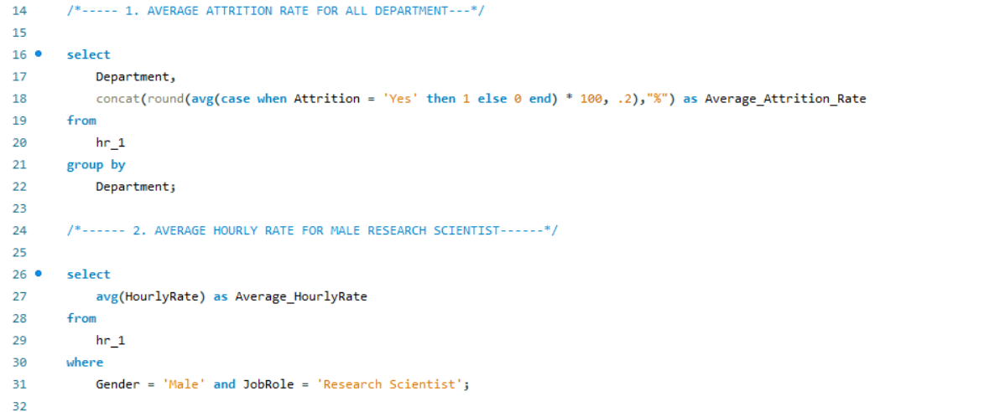 14 /*----- 1. AVERAGE ATTRITION RATE FOR ALL DEPARTMENT---*/
15
16 select
17 Department,
18 concat(round(avg(case when Attrition = 'Yes' then 1 else 0 end) * 100, .2),"%") as Average_Attrition_Rate
19 from
20 hr_1
21 group by
22 Department;
23
24 /*------ 2. AVERAGE HOURLY RATE FOR MALE RESEARCH SCIENTIST------*/
25
26 select
27 avg(HourlyRate) as Average_HourlyRate
28 from
29 hr_1
30 where
31 Gender = 'Male' and JobRole = 'Research Scientist';
32